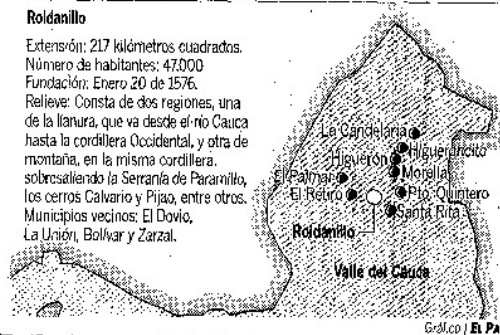 Roldanillo
Extensión: 217 kilómetros cuadrados.
Número de habitantes: 47.000
Fundación: Enero 20 de 1576.
Relieve: Consta de dos regiones, una
de la llanura, que va desde el río Cauca
hasta la cordillera Occidental, y otra de
montaña, en la misma cordillera,
sobresaliendo la Serranía de Paramillo,
los cerros Calvario y Pijao, entre otros.
Municipios vecinos: El Dovio,
La Unión, Bolívar y Zarzal.
La Candelaria
Higueroncito
Higuerón
Morella
El Palmar
El Retiro
Pto. Quintero
Santa Rita
Roldanillo
Valle del Cauca
Gráfico / EL PA